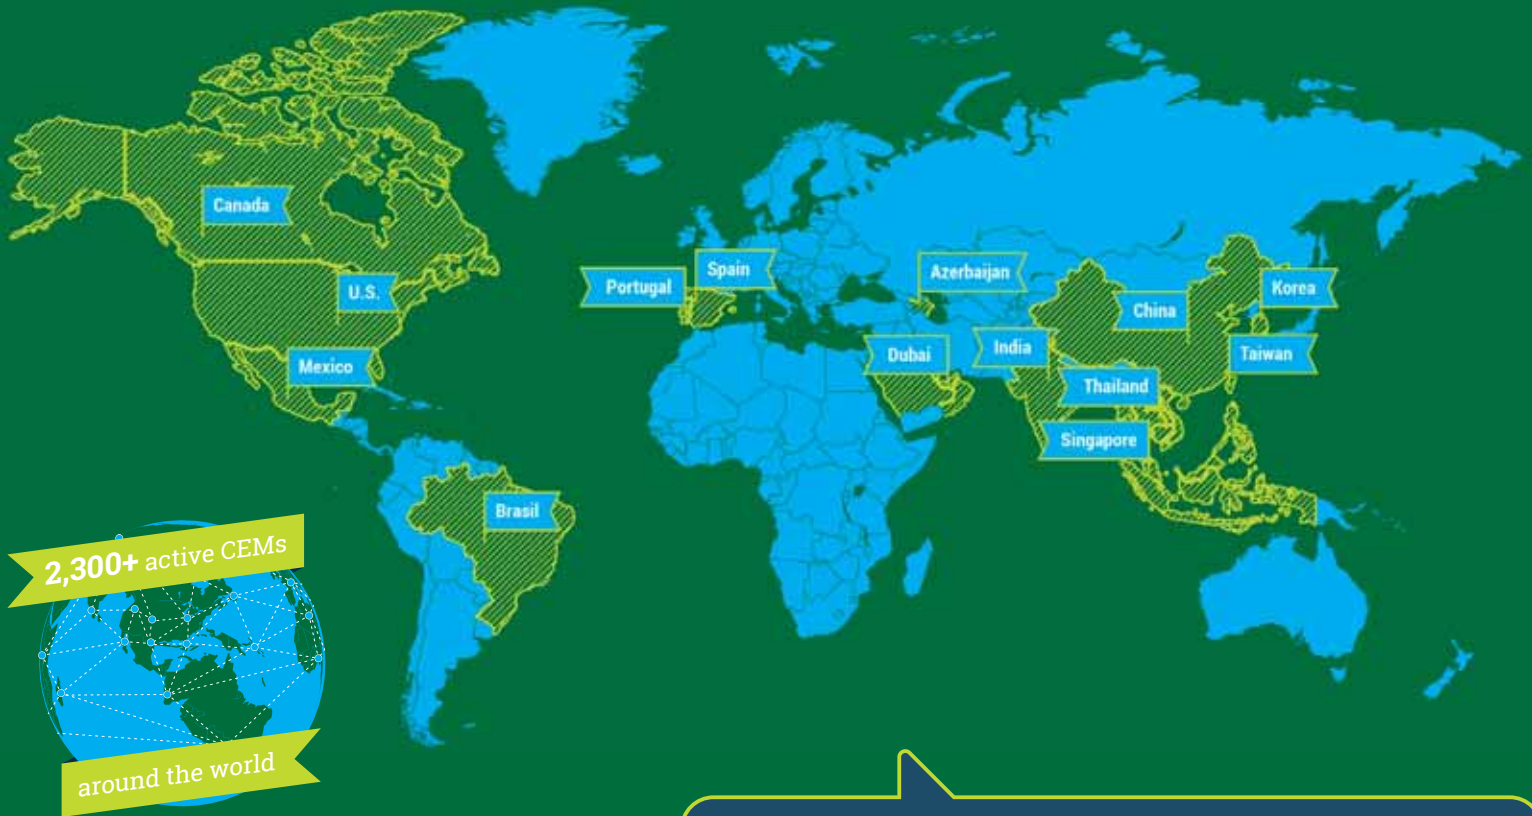 Canada
U.S.
Mexico
Brasil
Portugal
Spain
Azerbaijan
Dubai
India
China
Korea
Taiwan
Thailand
Singapore
2,300+ active CEMs
around the world